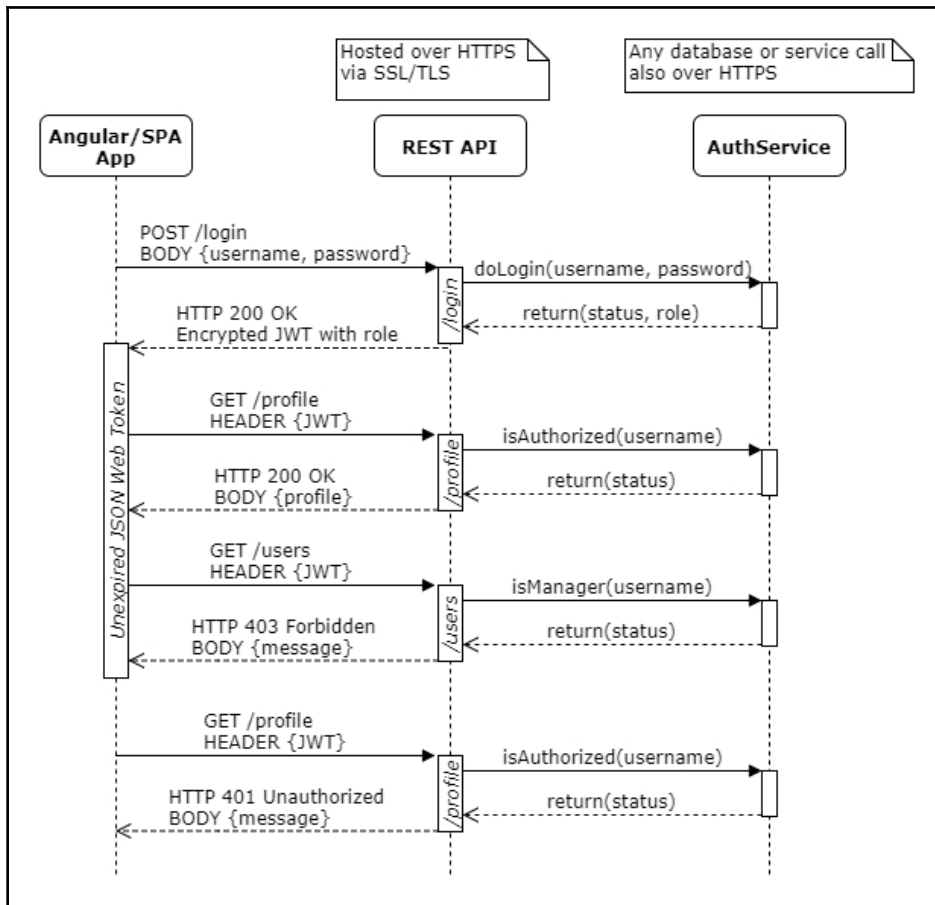 Hosted over HTTPS
via SSL/TLS
Any database or service call
also over HTTPS
Angular/SPA
App
REST API
AuthService
POST /login
BODY {username, password}
doLogin(username, password)
/login
return(status, role)
HTTP 200 OK
Encrypted JWT with role
Unexpired JSON Web Token
GET /profile
HEADER {JWT}
isAuthorized(username)
/profile
return(status)
HTTP 200 OK
BODY {profile}
GET /users
HEADER {JWT}
isManager(username)
/users
return(status)
HTTP 403 Forbidden
BODY {message}
GET /profile
HEADER {JWT}
isAuthorized(username)
/profile
return(status)
HTTP 401 Unauthorized
BODY {message}